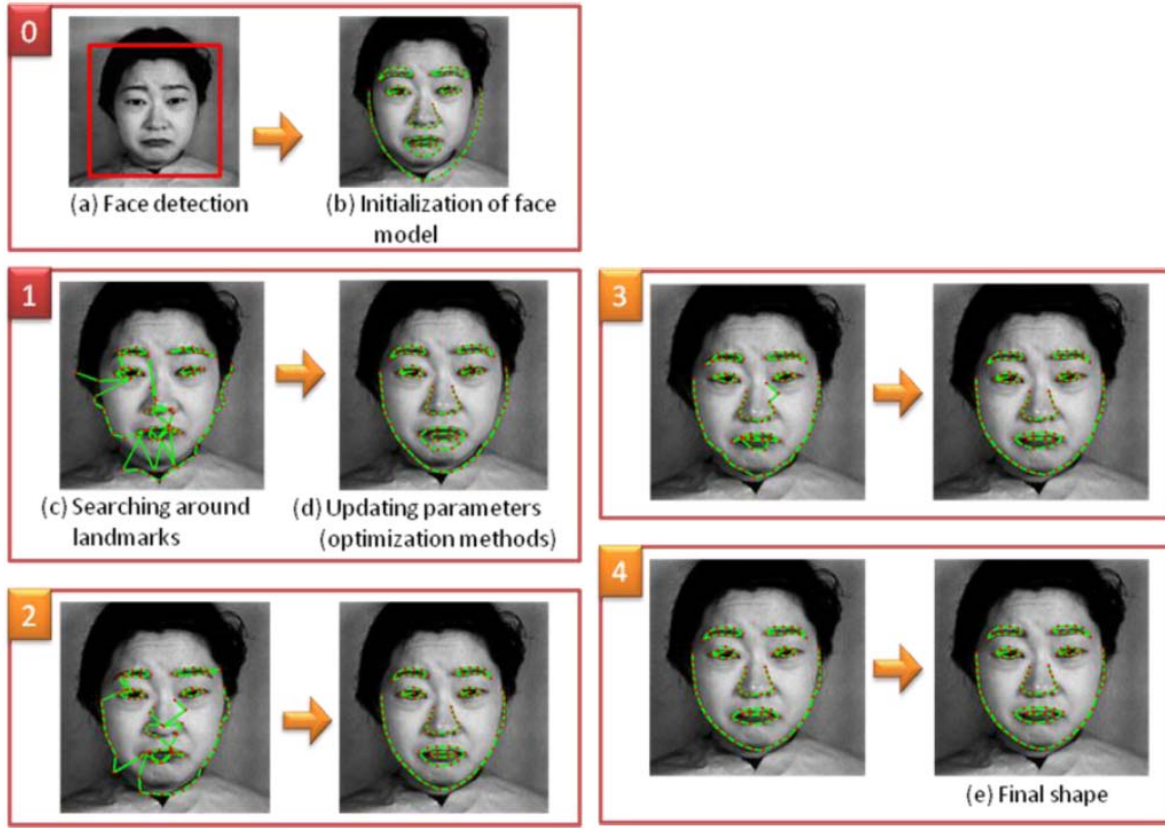 0
(a) Face detection
(b) Initialization of face
model
1
(c) Searching around
landmarks
(d) Updating parameters
(optimization methods)
2
3
4
(e) Final shape